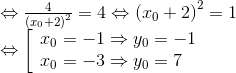 ⇔ 4/(x₀+2)² = 4 ⇔ (x₀ + 2)² = 1
⇔ [ x₀ = −1 ⇒ y₀ = −1
x₀ = −3 ⇒ y₀ = 7